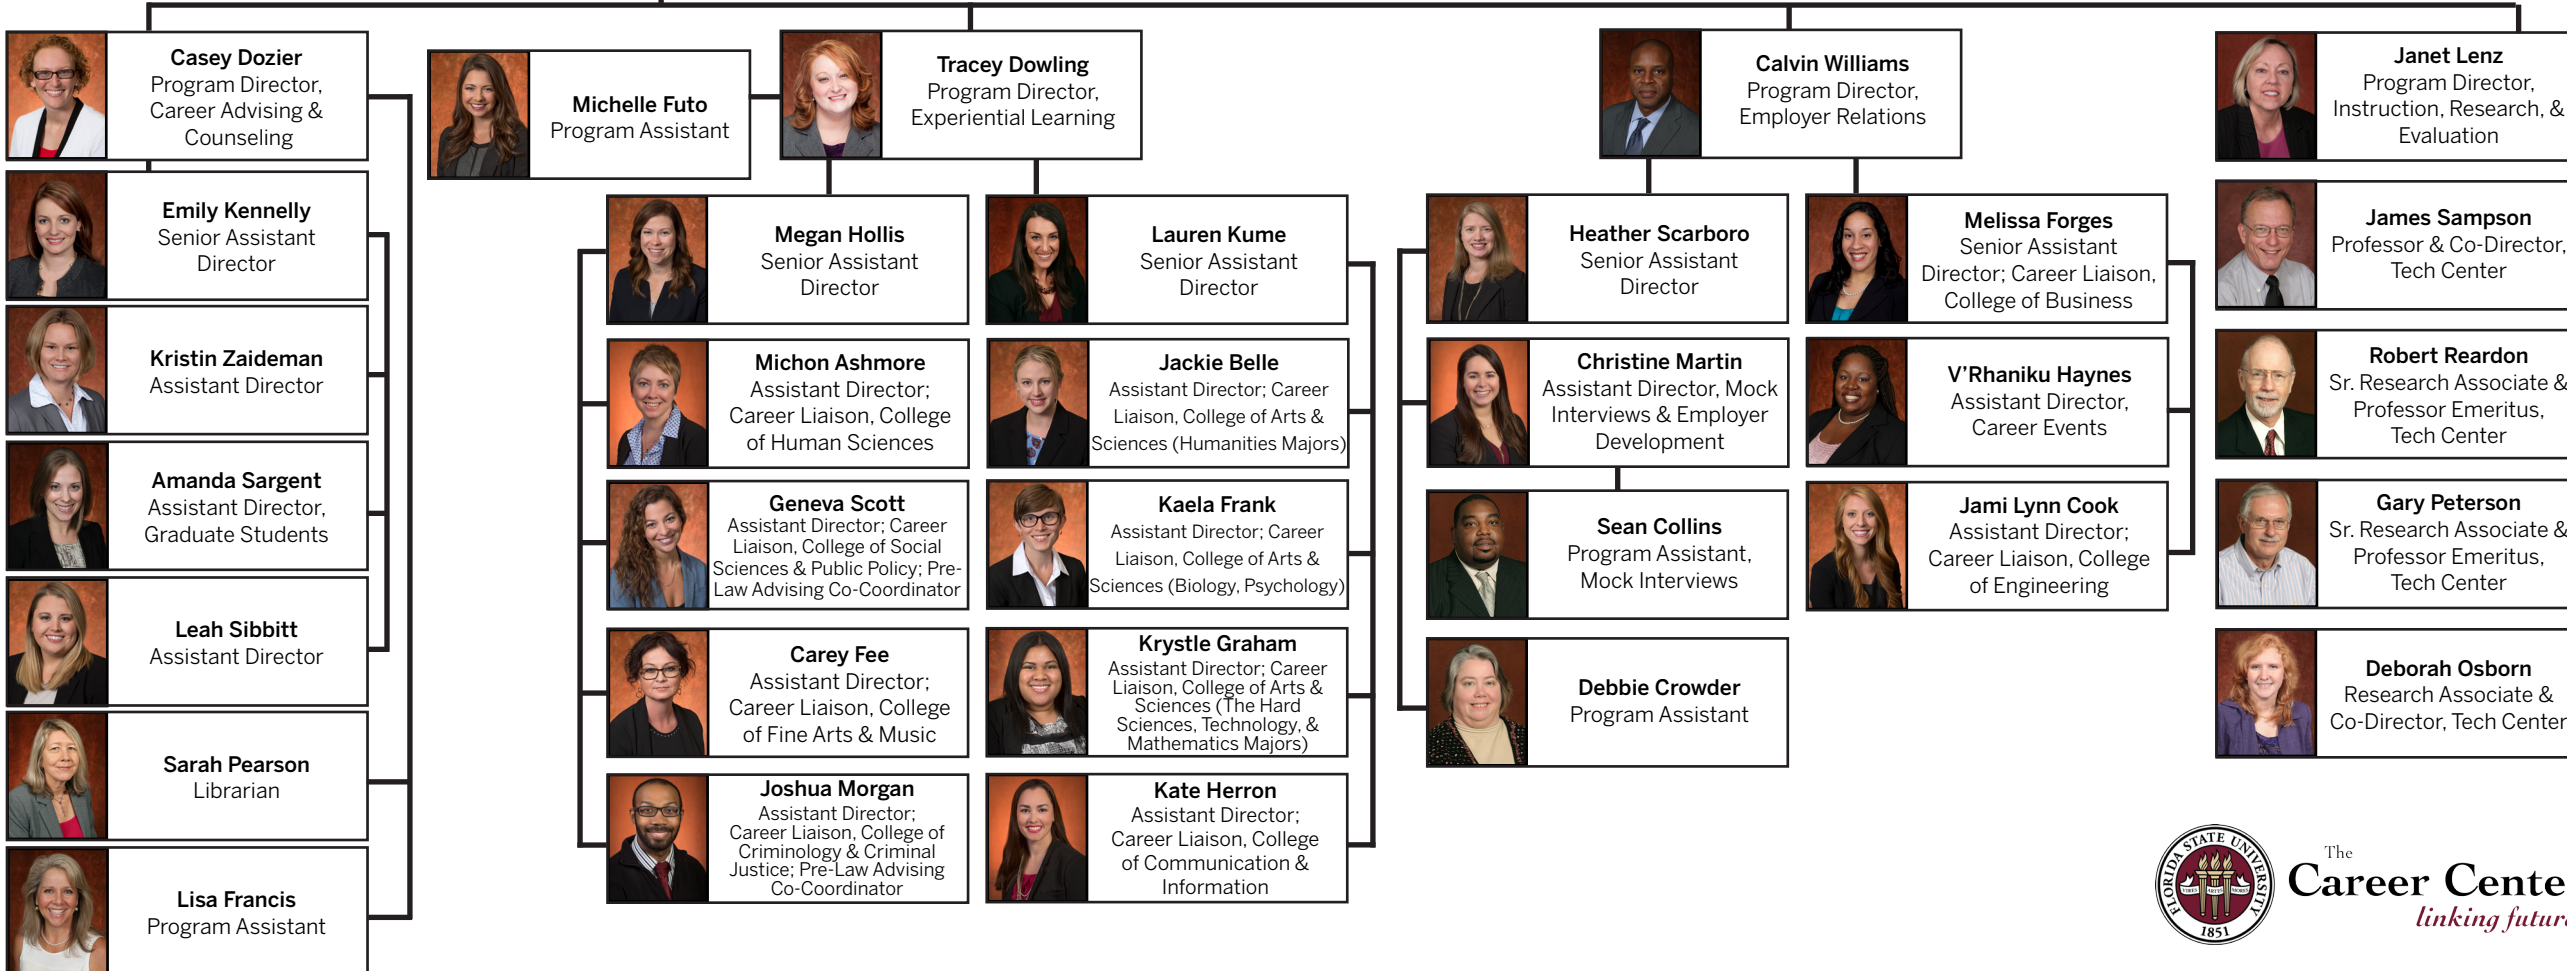 Casey Dozier
Program Director,
Career Advising &
Counseling
Emily Kennelly
Senior Assistant
Director
Kristin Zaideman
Assistant Director
Amanda Sargent
Assistant Director,
Graduate Students
Leah Sibbitt
Assistant Director
Sarah Pearson
Librarian
Lisa Francis
Program Assistant
Michelle Futo
Program Assistant
Tracey Dowling
Program Director,
Experiential Learning
Megan Hollis
Senior Assistant
Director
Michon Ashmore
Assistant Director;
Career Liaison, College
of Human Sciences
Geneva Scott
Assistant Director; Career
Liaison, College of Social
Sciences & Public Policy; Pre-
Law Advising Co-Coordinator
Carey Fee
Assistant Director;
Career Liaison, College
of Fine Arts & Music
Joshua Morgan
Assistant Director;
Career Liaison, College of
Criminology & Criminal
Justice; Pre-Law Advising
Co-Coordinator
Lauren Kume
Senior Assistant
Director
Jackie Belle
Assistant Director; Career
Liaison, College of Arts &
Sciences (Humanities Majors)
Kaela Frank
Assistant Director; Career
Liaison, College of Arts &
Sciences (Biology, Psychology)
Krystle Graham
Assistant Director; Career
Liaison, College of Arts &
Sciences (The Hard
Sciences, Technology, &
Mathematics Majors)
Kate Herron
Assistant Director;
Career Liaison, College
of Communication &
Information
Calvin Williams
Program Director,
Employer Relations
Heather Scarboro
Senior Assistant
Director
Christine Martin
Assistant Director, Mock
Interviews & Employer
Development
Sean Collins
Program Assistant,
Mock Interviews
Debbie Crowder
Program Assistant
Melissa Forges
Senior Assistant
Director; Career Liaison,
College of Business
V'Rhaniku Haynes
Assistant Director,
Career Events
Jami Lynn Cook
Assistant Director;
Career Liaison, College
of Engineering
Janet Lenz
Program Director,
Instruction, Research, &
Evaluation
James Sampson
Professor & Co-Director,
Tech Center
Robert Reardon
Sr. Research Associate &
Professor Emeritus,
Tech Center
Gary Peterson
Sr. Research Associate &
Professor Emeritus,
Tech Center
Deborah Osborn
Research Associate &
Co-Director, Tech Center
FLORIDA STATE UNIVERSITY
VIRES ARTES MORES
1851
The
Career Cente
linking futur